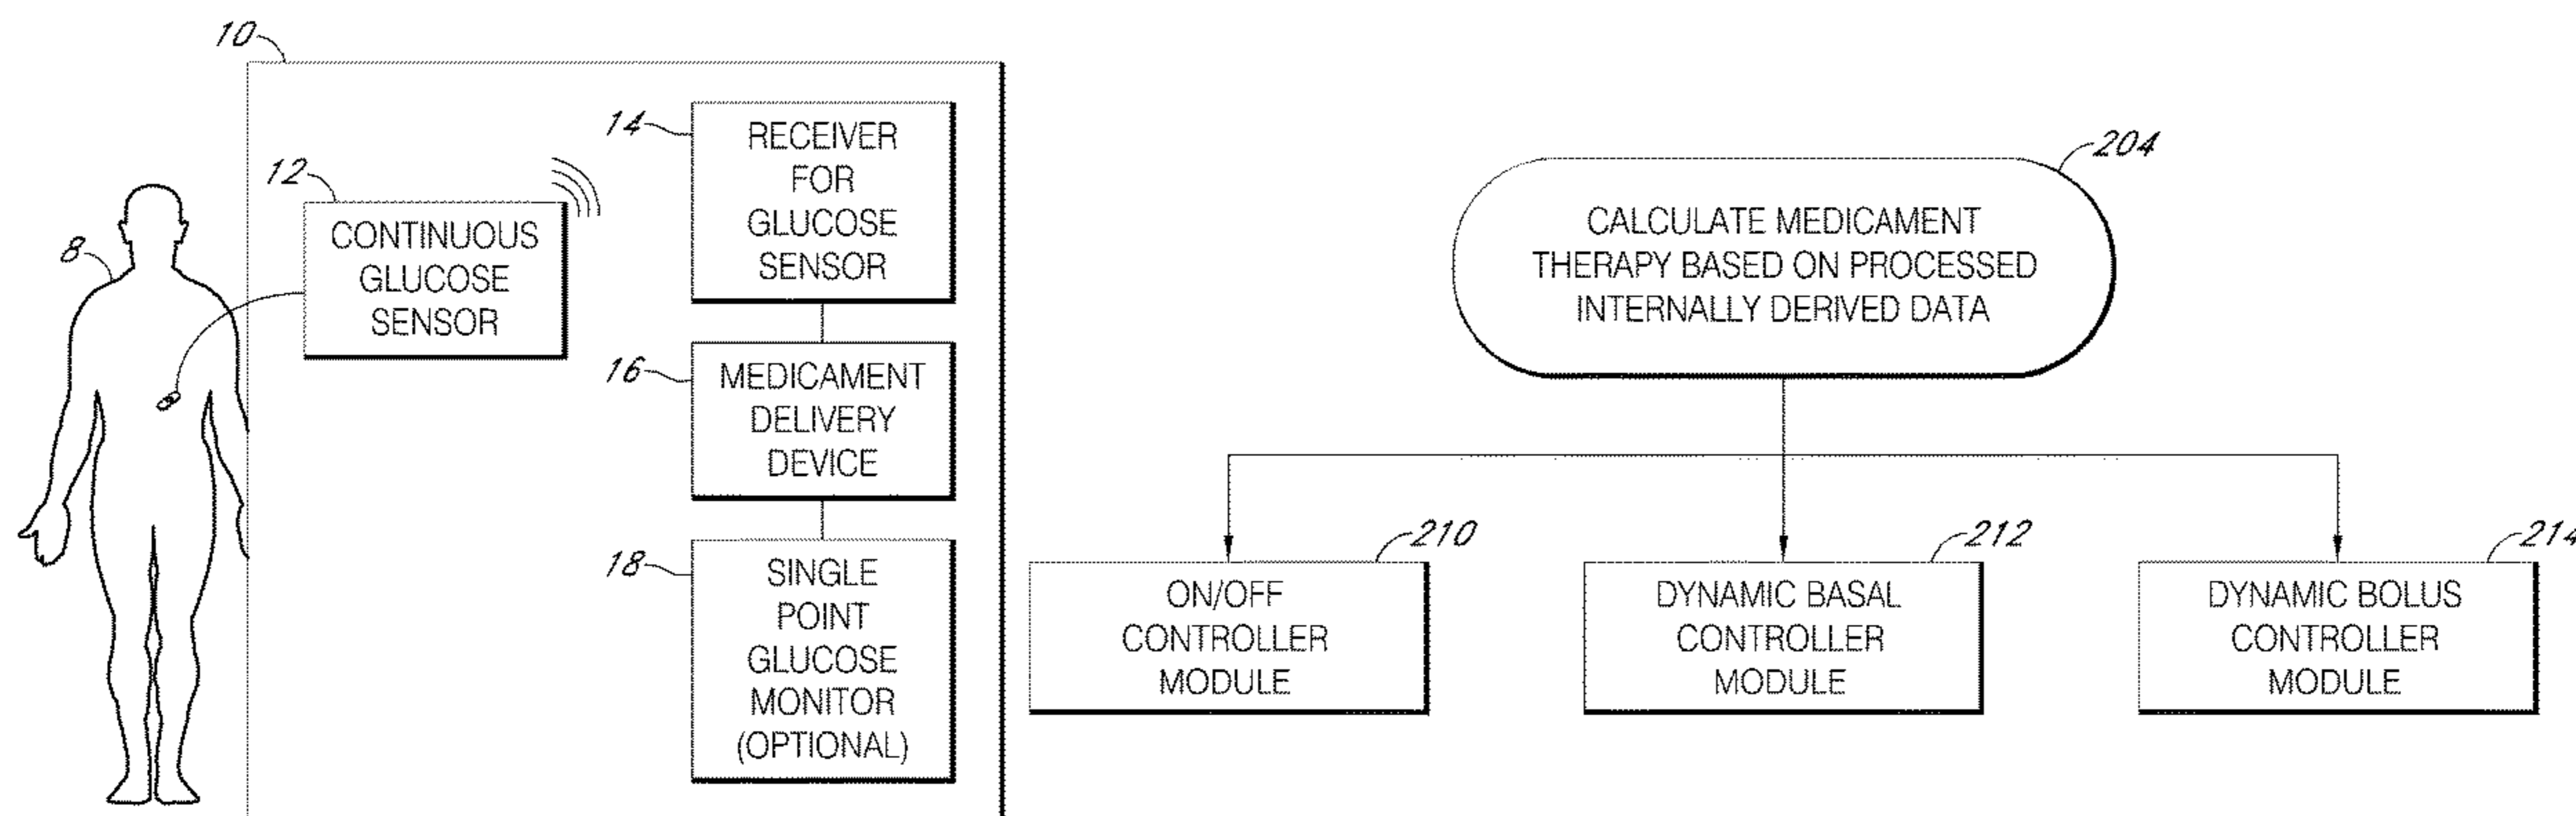 10
12
CONTINUOUS
GLUCOSE
SENSOR
8
14
RECEIVER
FOR
GLUCOSE
SENSOR
16
MEDICAMENT
DELIVERY
DEVICE
18
SINGLE
POINT
GLUCOSE
MONITOR
(OPTIONAL)
204
CALCULATE MEDICAMENT
THERAPY BASED ON PROCESSED
INTERNALLY DERIVED DATA
210
ON/OFF
CONTROLLER
MODULE
212
DYNAMIC BASAL
CONTROLLER
MODULE
214
DYNAMIC BOLUS
CONTROLLER
MODULE